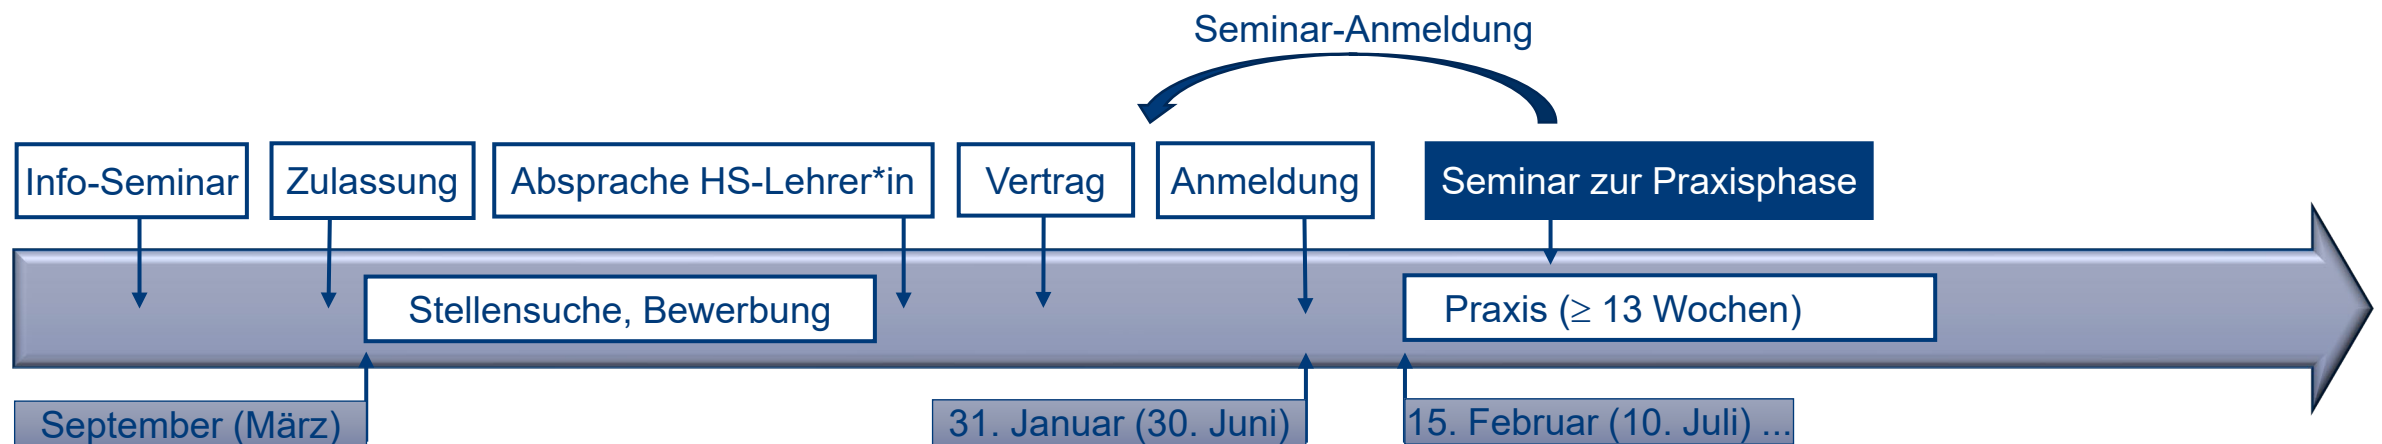 Seminar-Anmeldung
Info-Seminar
Zulassung
Absprache HS-Lehrer*in
Vertrag
Anmeldung
Seminar zur Praxisphase
Stellensuche, Bewerbung
Praxis (≥ 13 Wochen)
September (März)
31. Januar (30. Juni)
15. Februar (10. Juli) ...